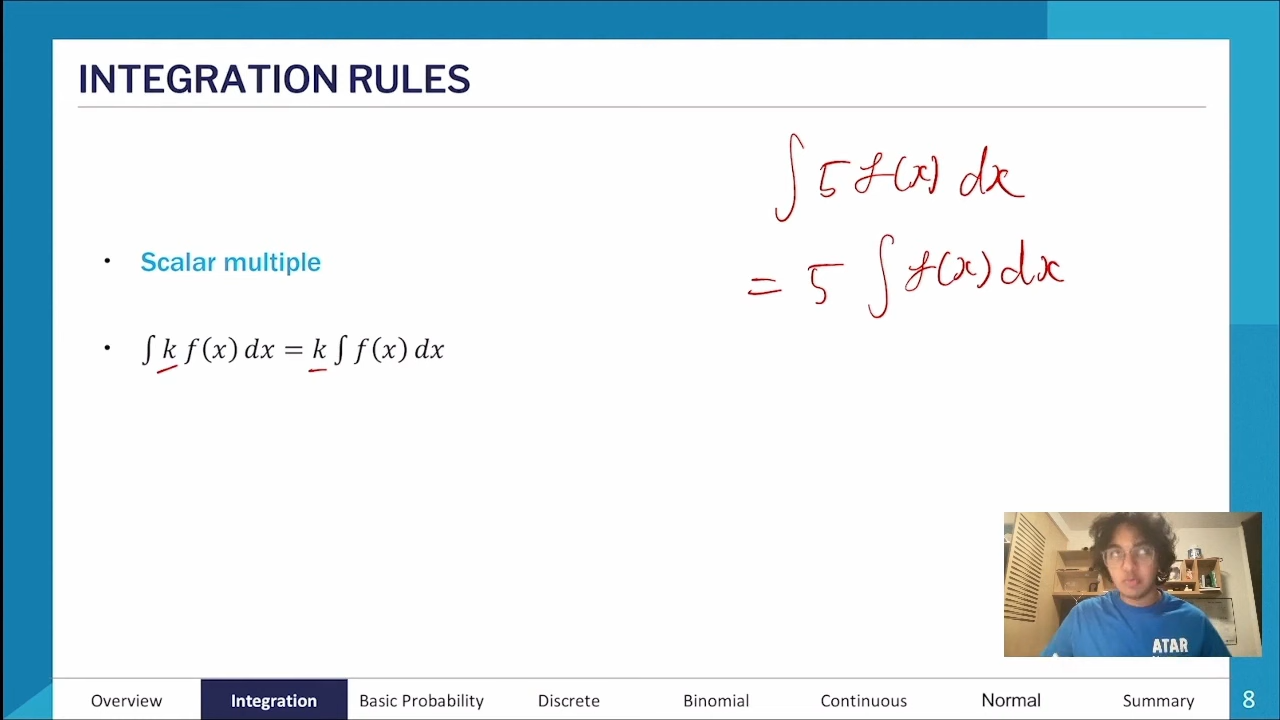 INTEGRATION RULES
∫ 5 f(x) dx
= 5 ∫ f(x) dx
• Scalar multiple
• ∫ k f(x) dx = k ∫ f(x) dx
ATAR
Overview Integration Basic Probability Discrete Binomial Continuous Normal Summary 8